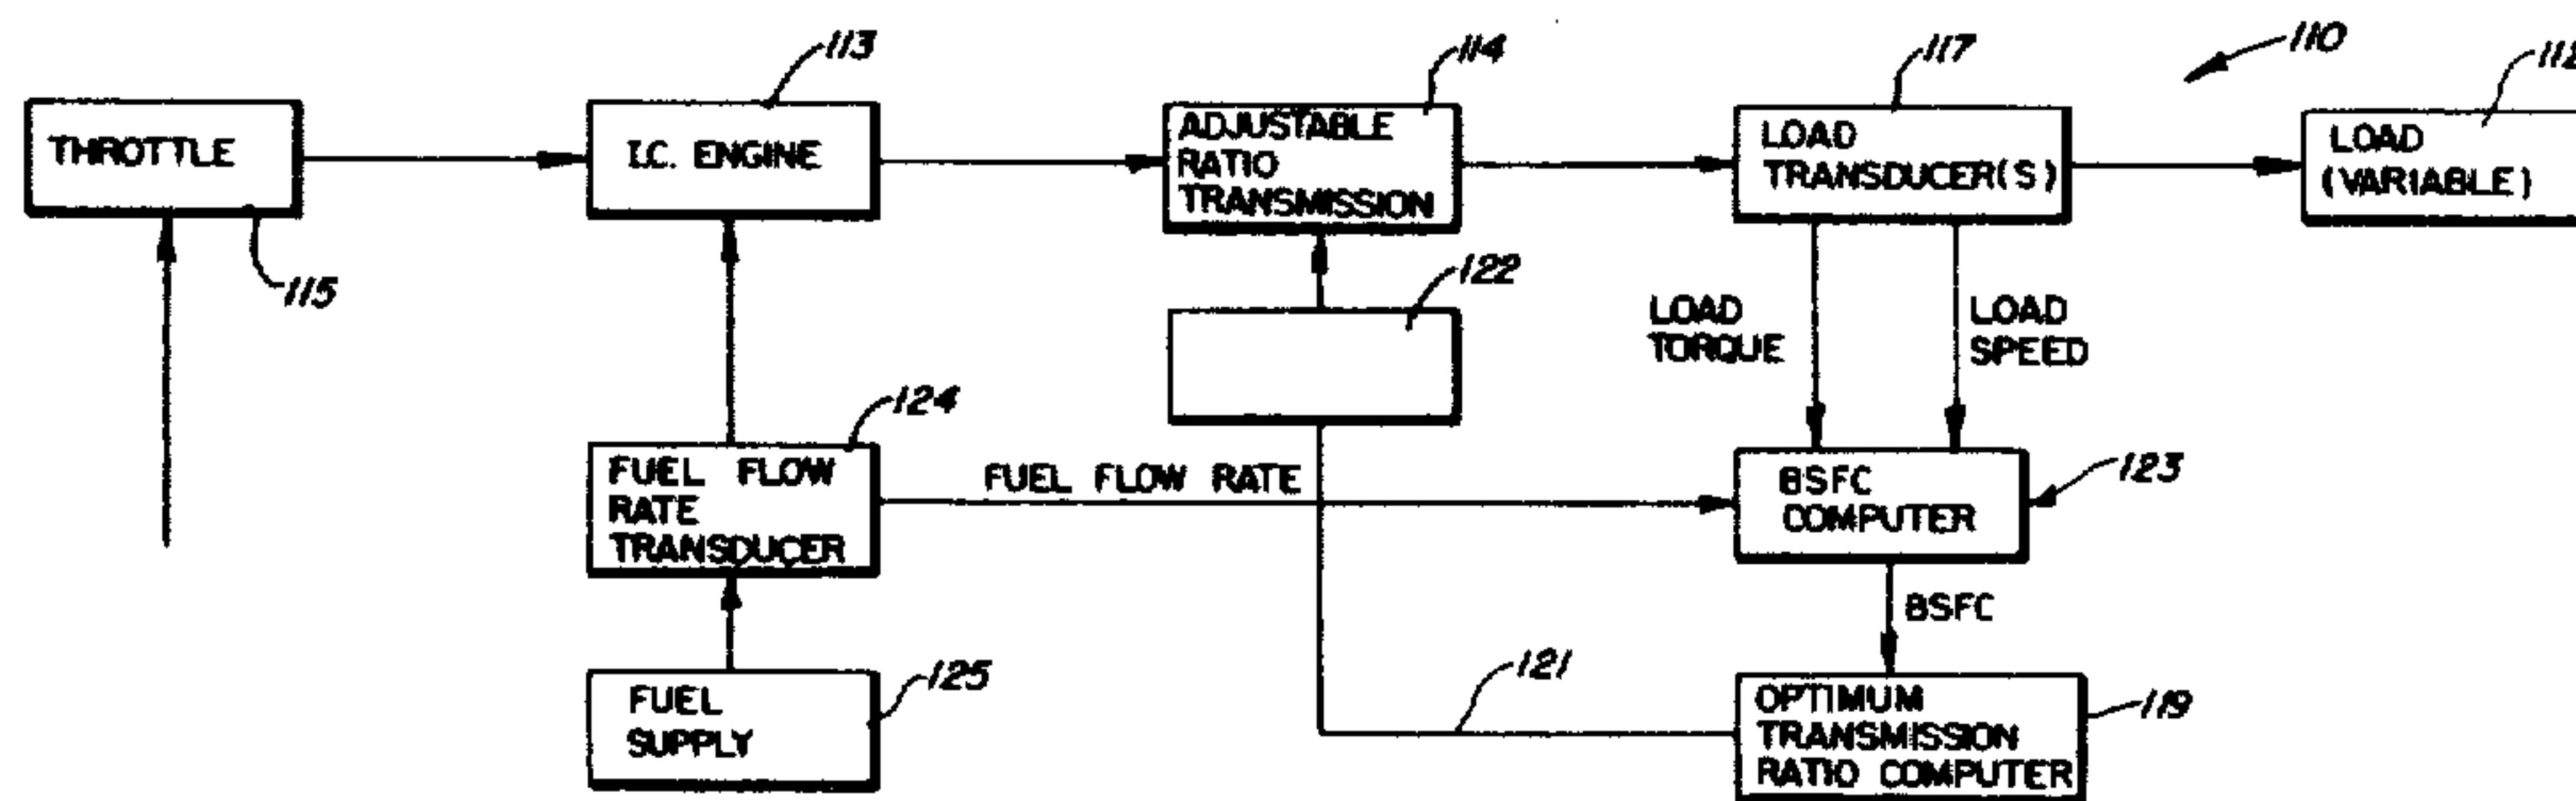 110
113
114
117
112
THROTTLE
I.C. ENGINE
ADJUSTABLE
RATIO
TRANSMISSION
LOAD
TRANSDUCER(S)
LOAD
(VARIABLE)
115
122
LOAD
TORQUE
LOAD
SPEED
124
FUEL FLOW
RATE
TRANSDUCER
FUEL FLOW RATE
BSFC
COMPUTER
123
BSFC
121
125
FUEL
SUPPLY
OPTIMUM
TRANSMISSION
RATIO COMPUTER
119